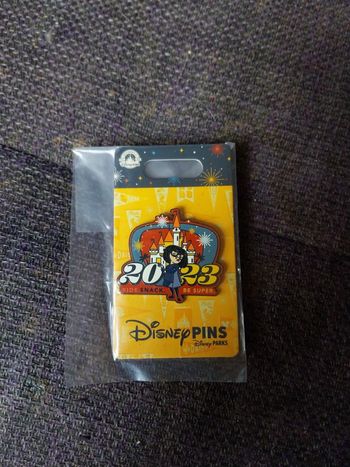 2023
RIDE. SNACK. BE SUPER.
Disney PINS
Disney PARKS